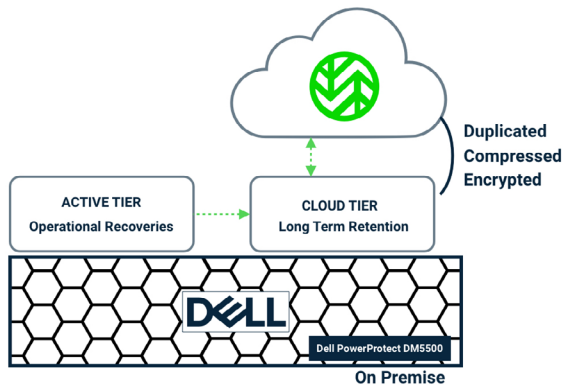 Duplicated
Compressed
Encrypted
ACTIVE TIER
Operational Recoveries
CLOUD TIER
Long Term Retention
DELL
Dell PowerProtect DM5500
On Premise